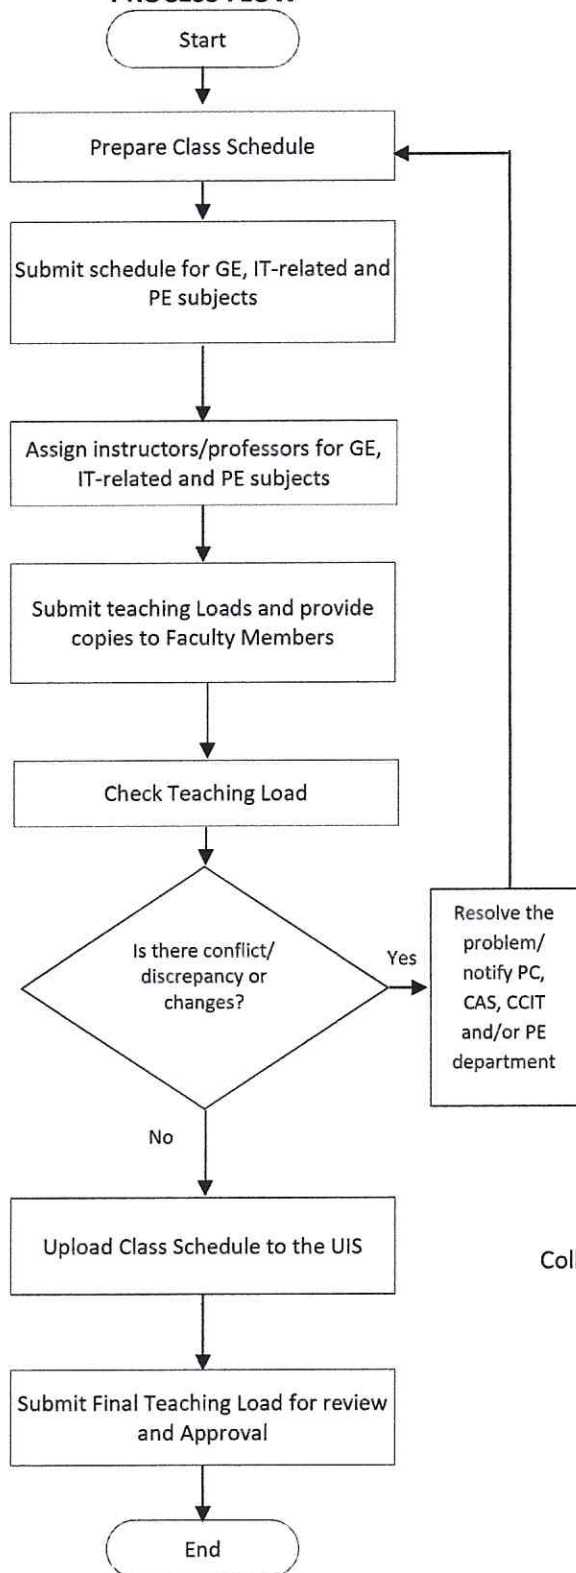 PROCESS FLOW
Start
Prepare Class Schedule
Submit schedule for GE, IT-related and
PE subjects
Assign instructors/professors for GE,
IT-related and PE subjects
Submit teaching Loads and provide
copies to Faculty Members
Check Teaching Load
Is there conflict/
discrepancy or
changes?
Yes
Resolve the
problem/
notify PC,
CAS, CCIT
and/or PE
department
No
Upload Class Schedule to the UIS
Coll
Submit Final Teaching Load for review
and Approval
End